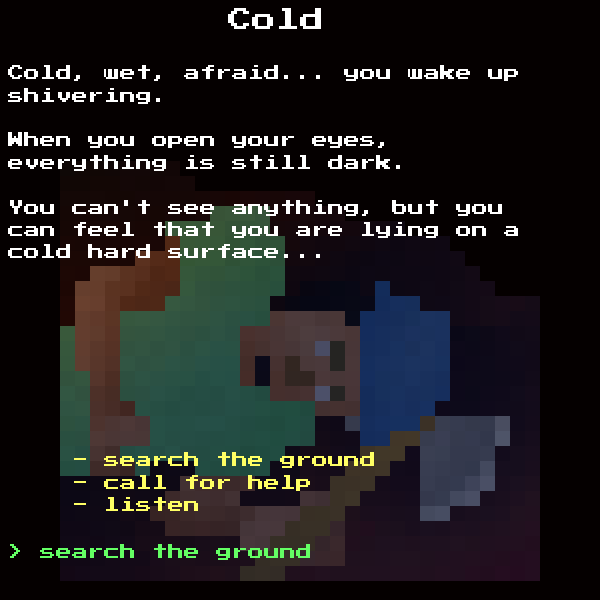 Cold
Cold, wet, afraid... you wake up
shivering.
When you open your eyes,
everything is still dark.
You can't see anything, but you
can feel that you are lying on a
cold hard surface...
- search the ground
- call for help
- listen
> search the ground